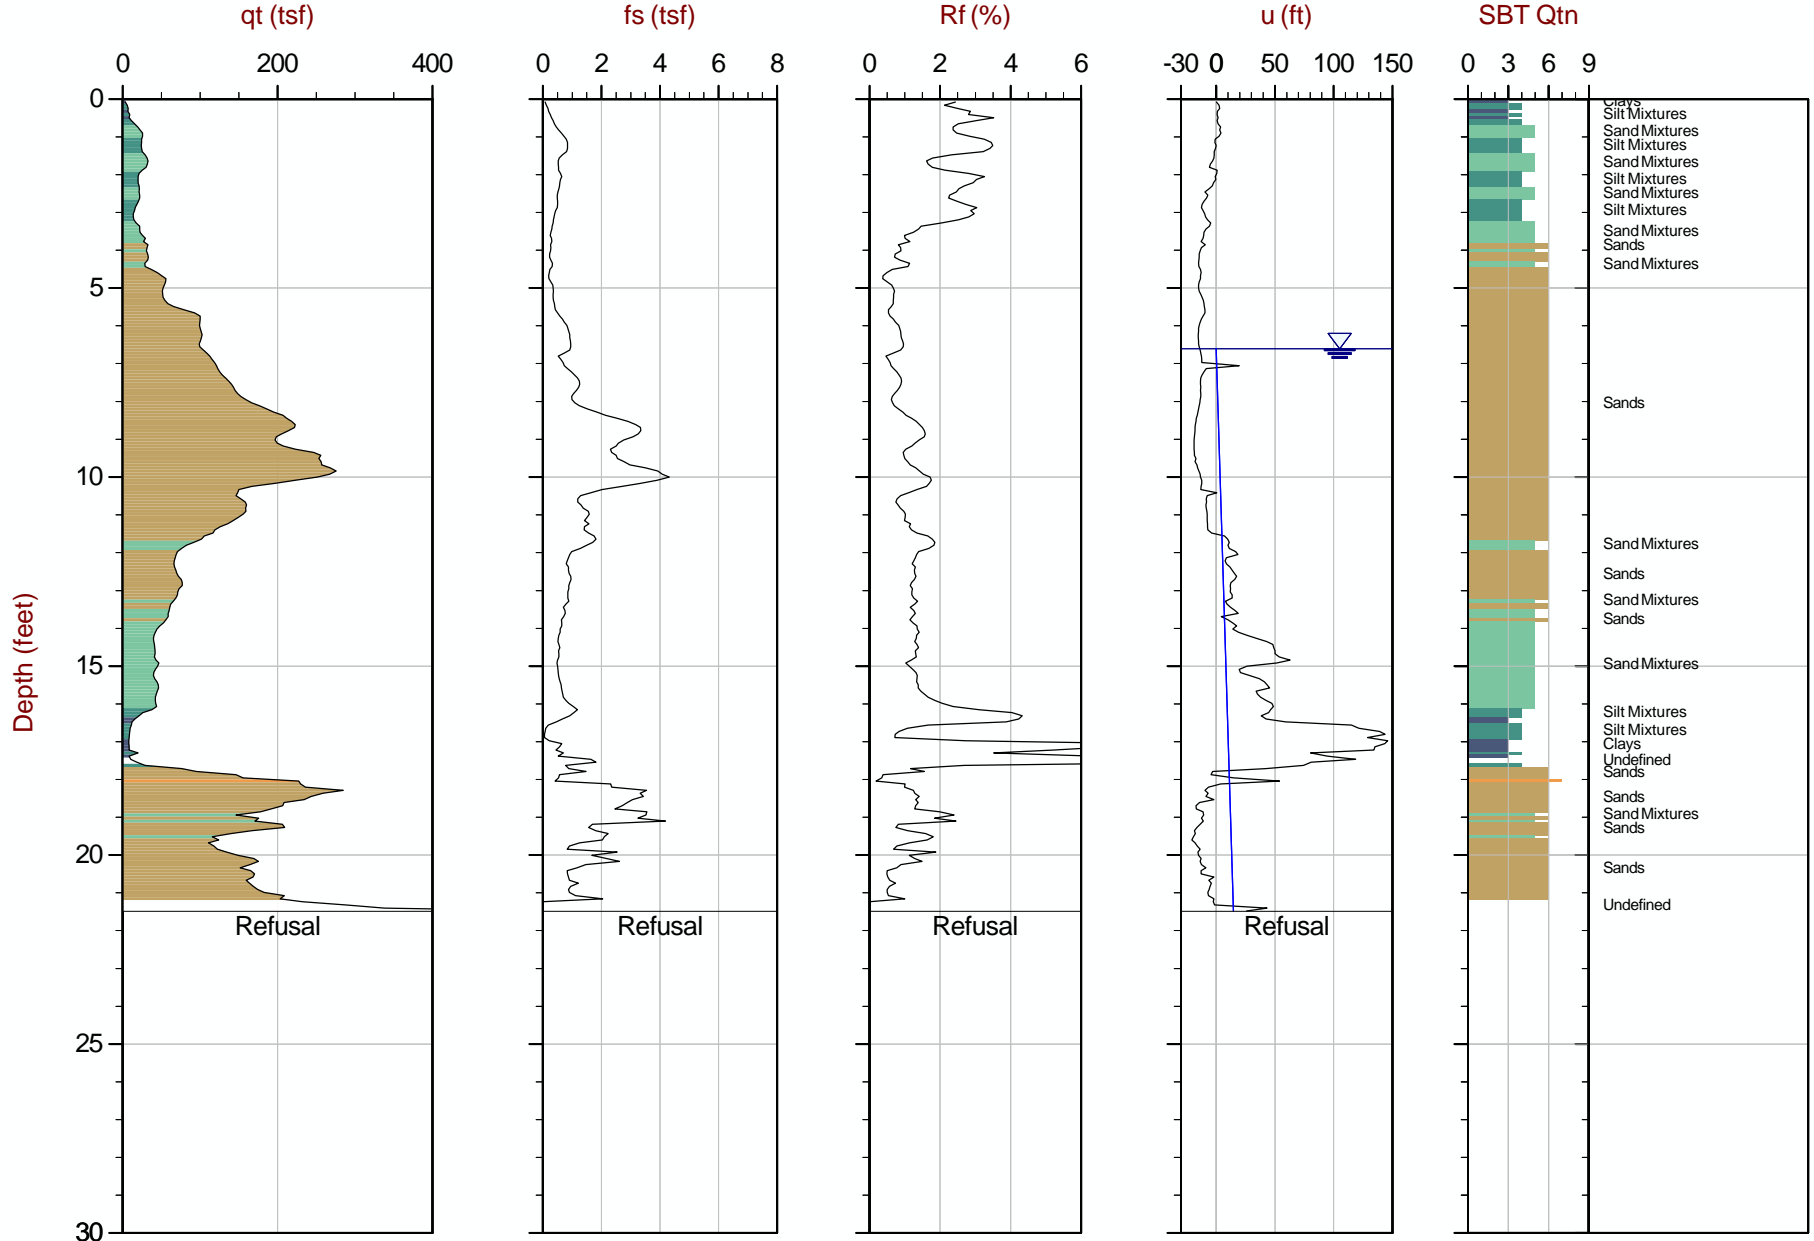 qt (tsf) fs (tsf) Rf (%) u (ft) SBT Qtn
0 200 400 0 2 4 6 8 0 2 4 6 -30 0 50 100 150 0 3 6 9
0
Clays
Silt Mixtures
Sand Mixtures
Silt Mixtures
Sand Mixtures
Silt Mixtures
Sand Mixtures
Silt Mixtures
Sand Mixtures
Sands
Sand Mixtures
5
Sands
10
Sand Mixtures
Sands
Sand Mixtures
Sands
Depth (feet)
15
Sand Mixtures
Silt Mixtures
Silt Mixtures
Clays
Undefined
Sands
Sands
Sand Mixtures
Sands
20
Sands
Undefined
Refusal Refusal Refusal Refusal
25
30